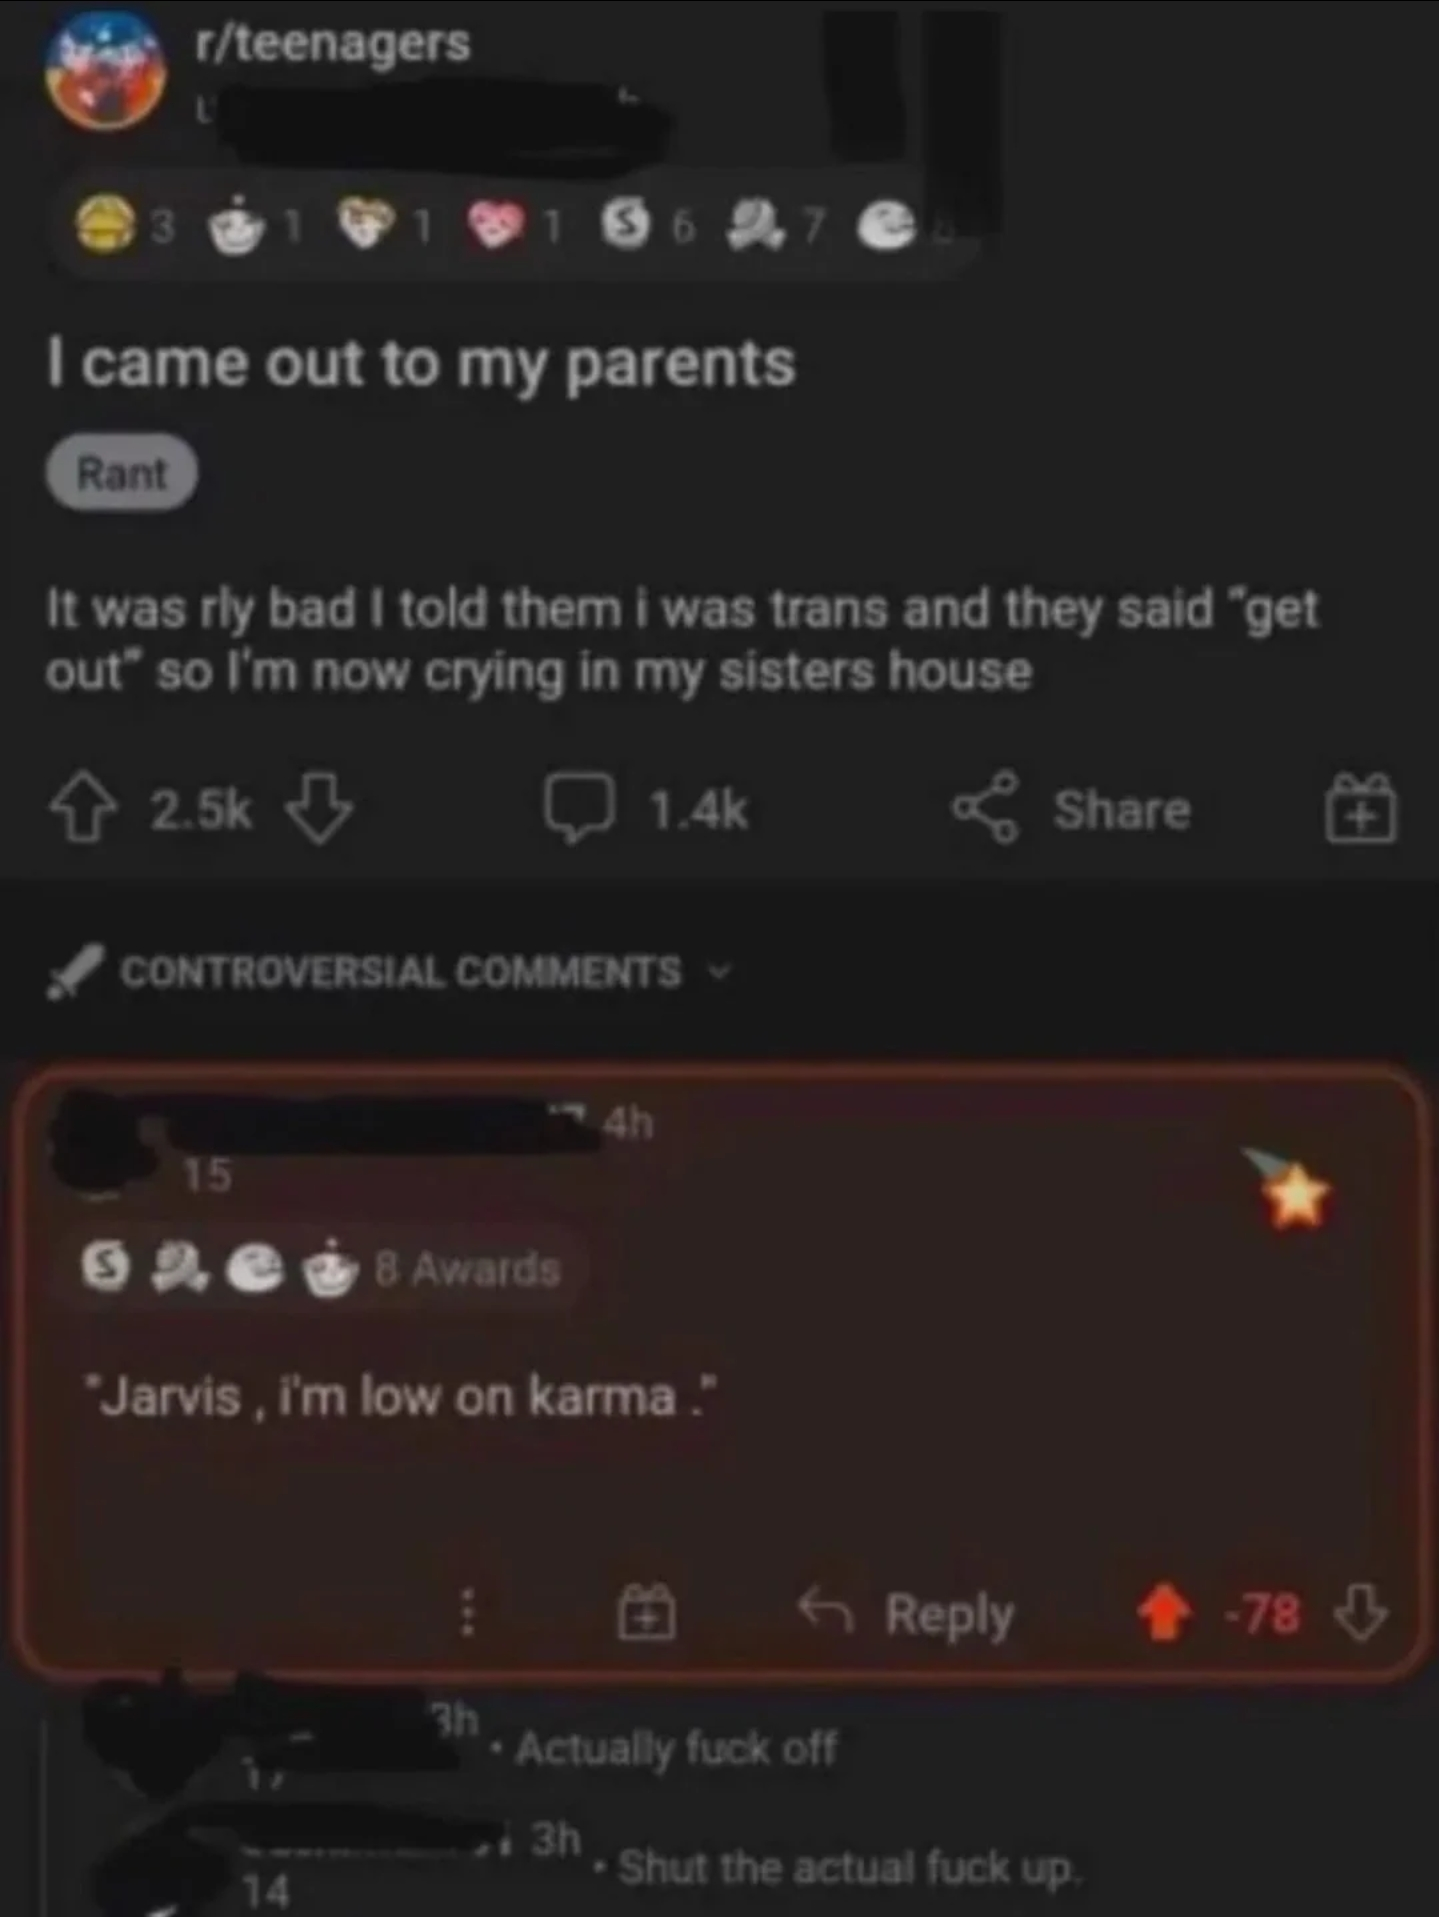 r/teenagers
3 1 1 1 6 7
I came out to my parents
Rant
It was rly bad I told them i was trans and they said "get
out" so I'm now crying in my sisters house
2.5k 1.4k Share
CONTROVERSIAL COMMENTS
4h
15
8 Awards
"Jarvis , i'm low on karma ."
Reply -78
3h
17 • Actually fuck off
3h
14 • Shut the actual fuck up.